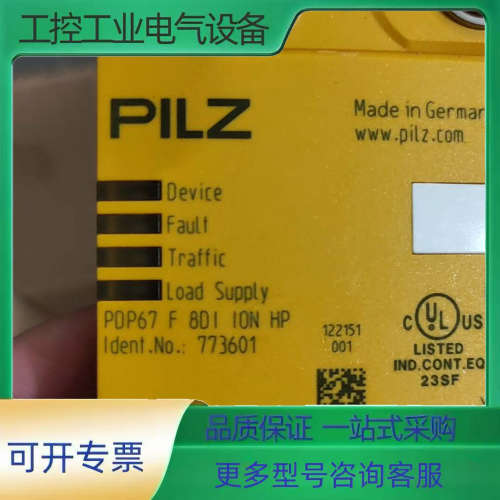 工控工业电气设备
PILZ
Made in German
www.pilz.com
Device
Fault
Traffic
Load Supply
PDP67 F 8DI ION HP
Ident.No.: 773601
122151
001
C UL US
LISTED
IND.CONT.EQ
23SF
可开专票
品质保证 一站式采购
更多型号咨询客服